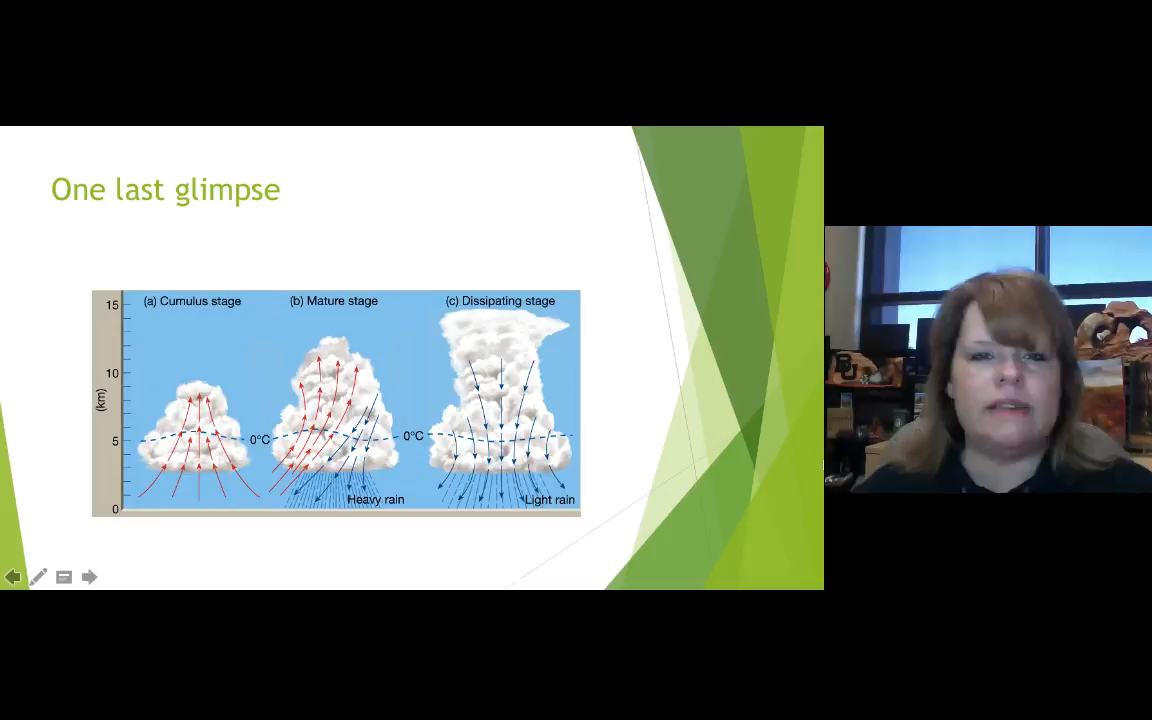 One last glimpse
(a) Cumulus stage (b) Mature stage (c) Dissipating stage
15
10
(km)
5
0
0°C 0°C
Heavy rain
Light rain